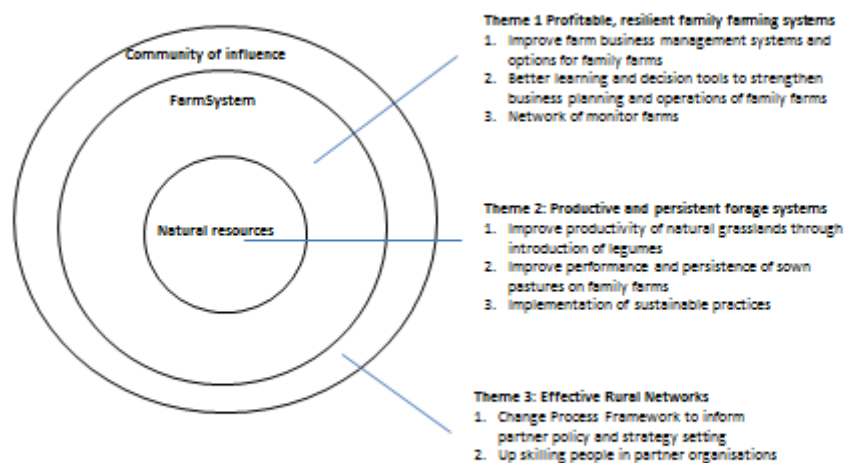 Community of influence
FarmSystem
Natural resources
Theme 1 Profitable, resilient family farming systems
1. Improve farm business management systems and
options for family farms
2. Better learning and decision tools to strengthen
business planning and operations of family farms
3. Network of monitor farms
Theme 2: Productive and persistent forage systems
1. Improve productivity of natural grasslands through
introduction of legumes
2. Improve performance and persistence of sown
pastures on family farms
3. Implementation of sustainable practices
Theme 3: Effective Rural Networks
1. Change Process Framework to inform
partner policy and strategy setting
2. Up skilling people in partner organisations